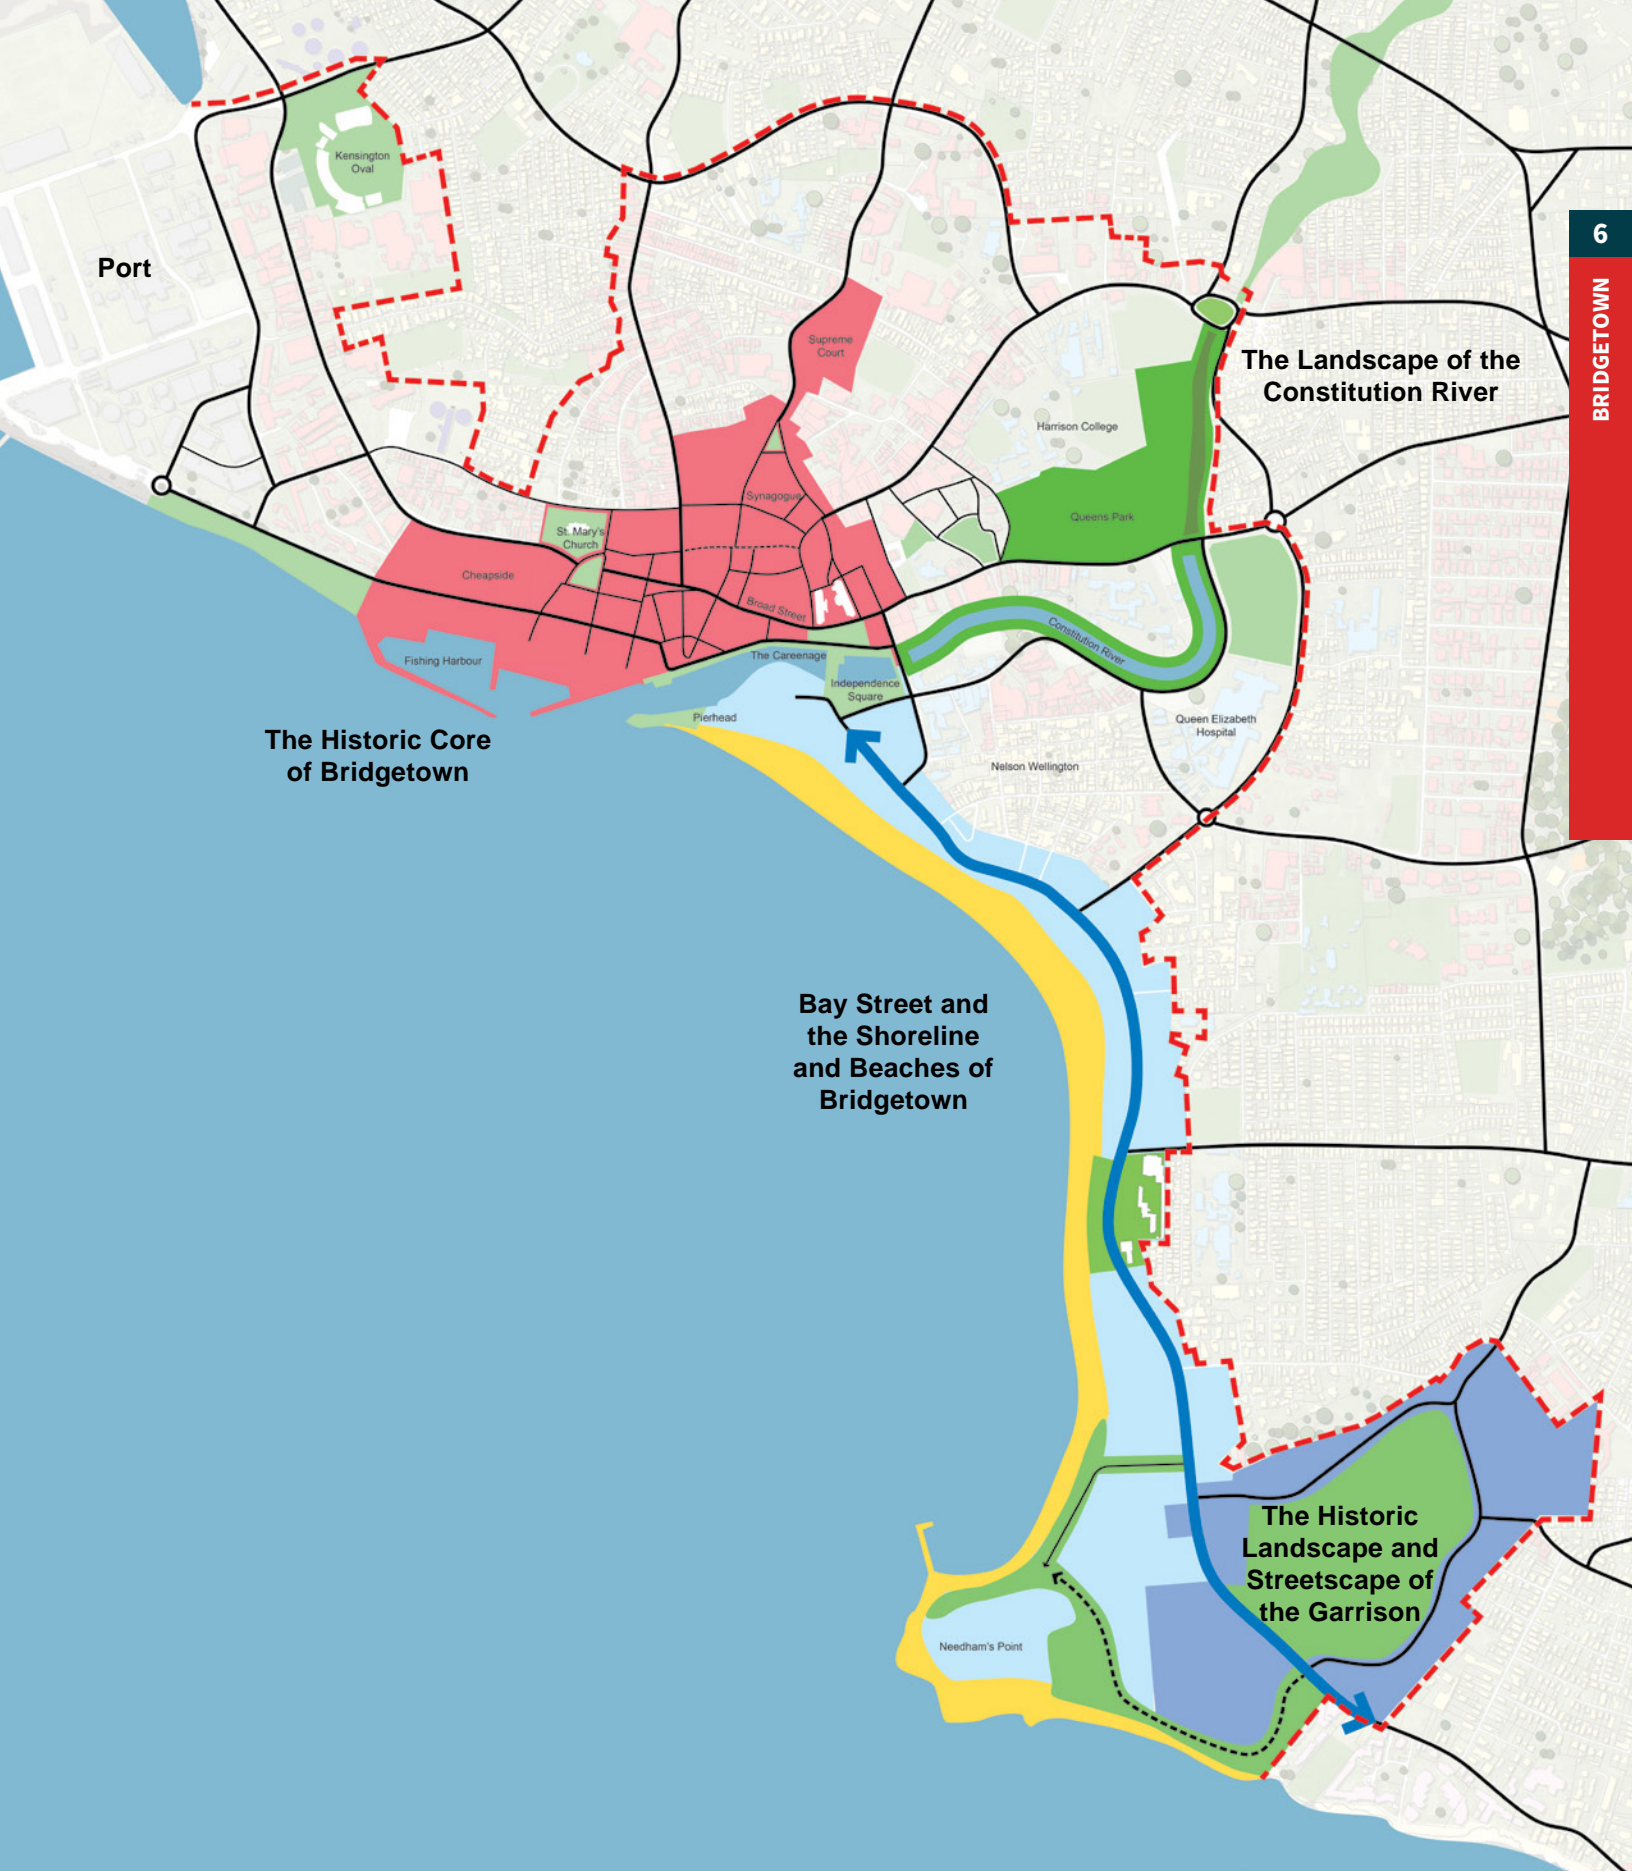 Kensington
Oval
Port
6
BRIDGETOWN
Supreme
Court
The Landscape of the
Constitution River
Harrison College
Synagogue
Queens Park
St. Mary's
Church
Cheapside
Broad Street
Constitution River
Fishing Harbour
The Careenage
Independence
Square
Pierhead
Queen Elizabeth
Hospital
The Historic Core
of Bridgetown
Nelson Wellington
Bay Street and
the Shoreline
and Beaches of
Bridgetown
The Historic
Landscape and
Streetscape of
the Garrison
Needham's Point